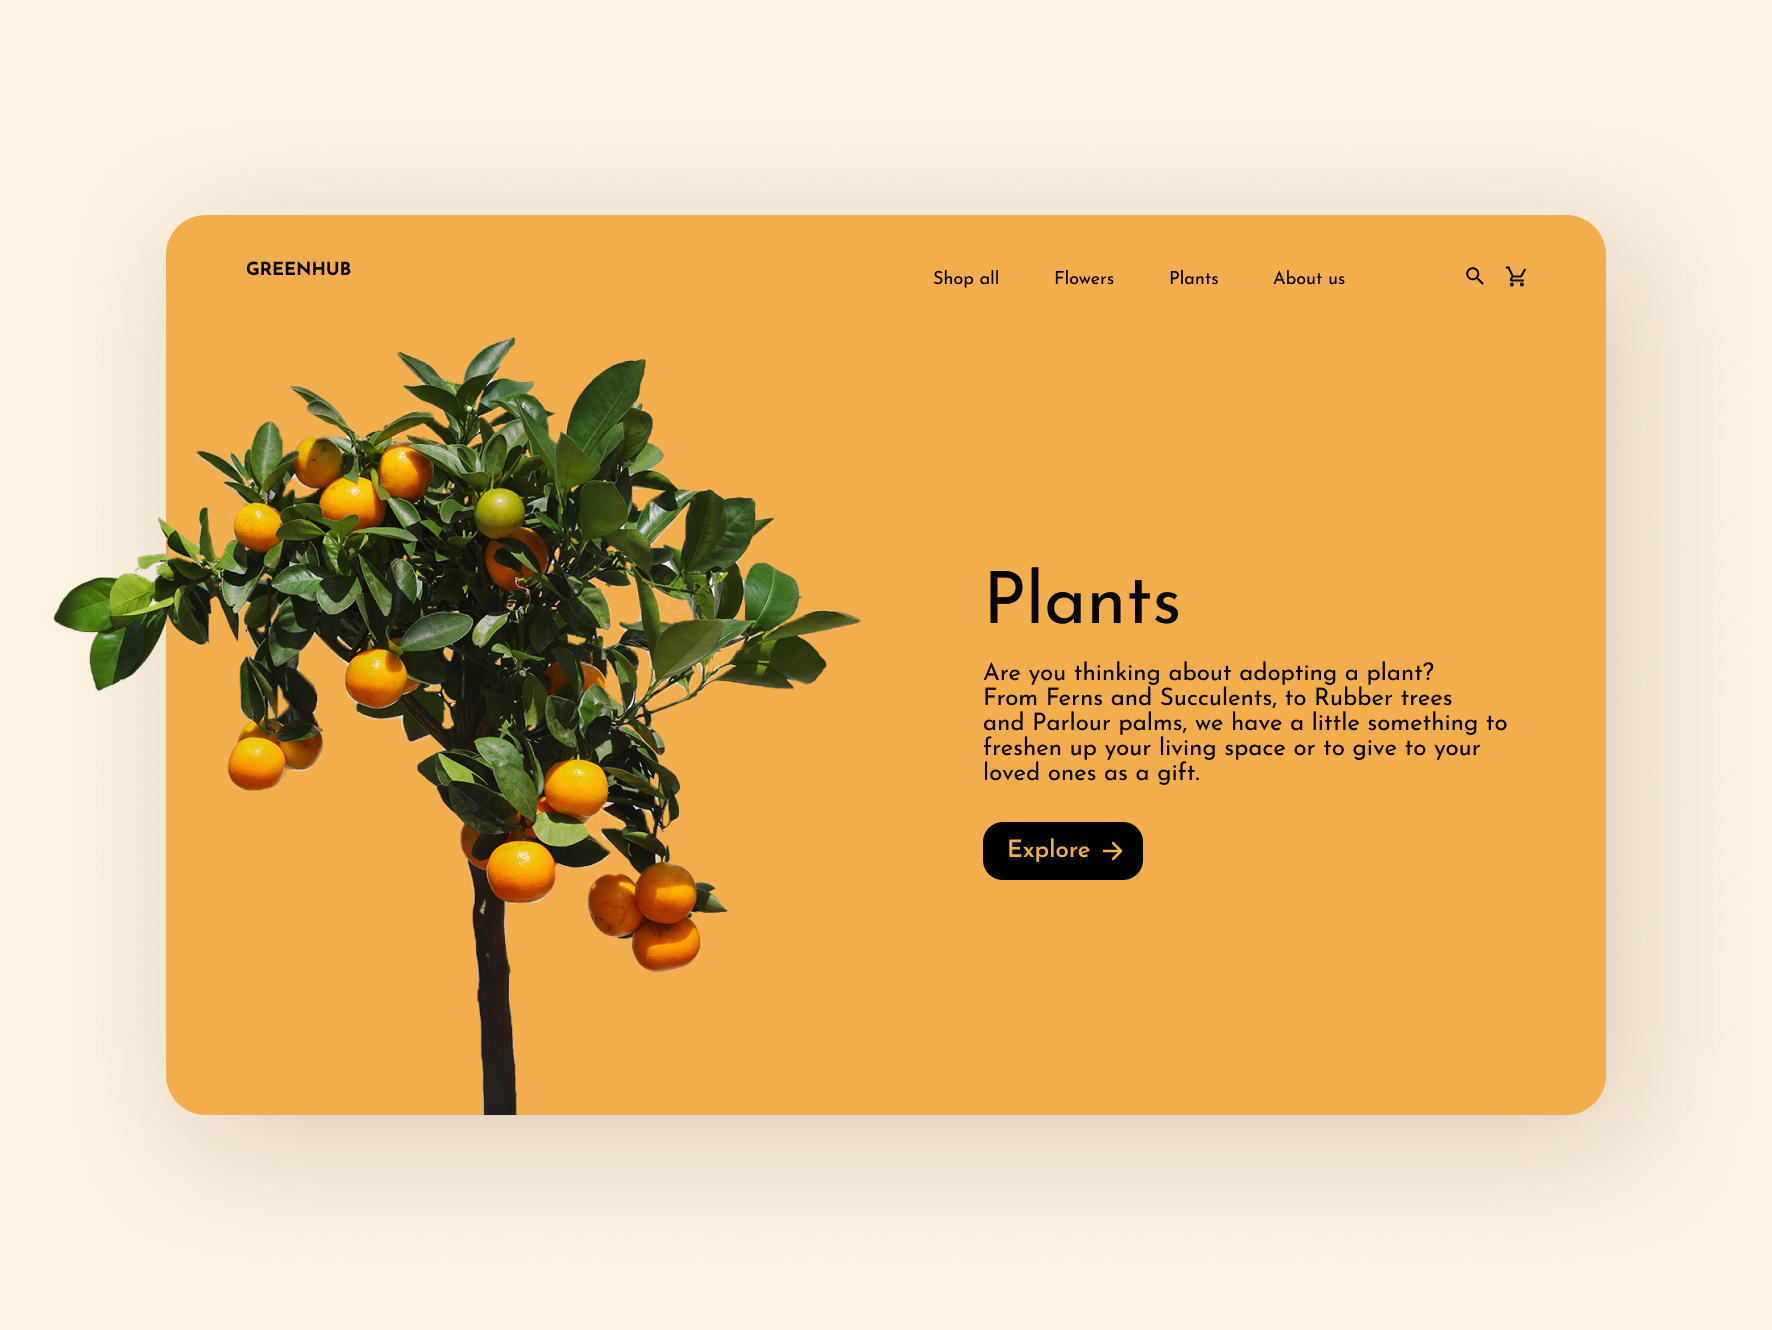 GREENHUB
Shop all
Flowers
Plants
About us
Plants
Are you thinking about adopting a plant?
From Ferns and Succulents, to Rubber trees
and Parlour palms, we have a little something to
freshen up your living space or to give to your
loved ones as a gift.
Explore